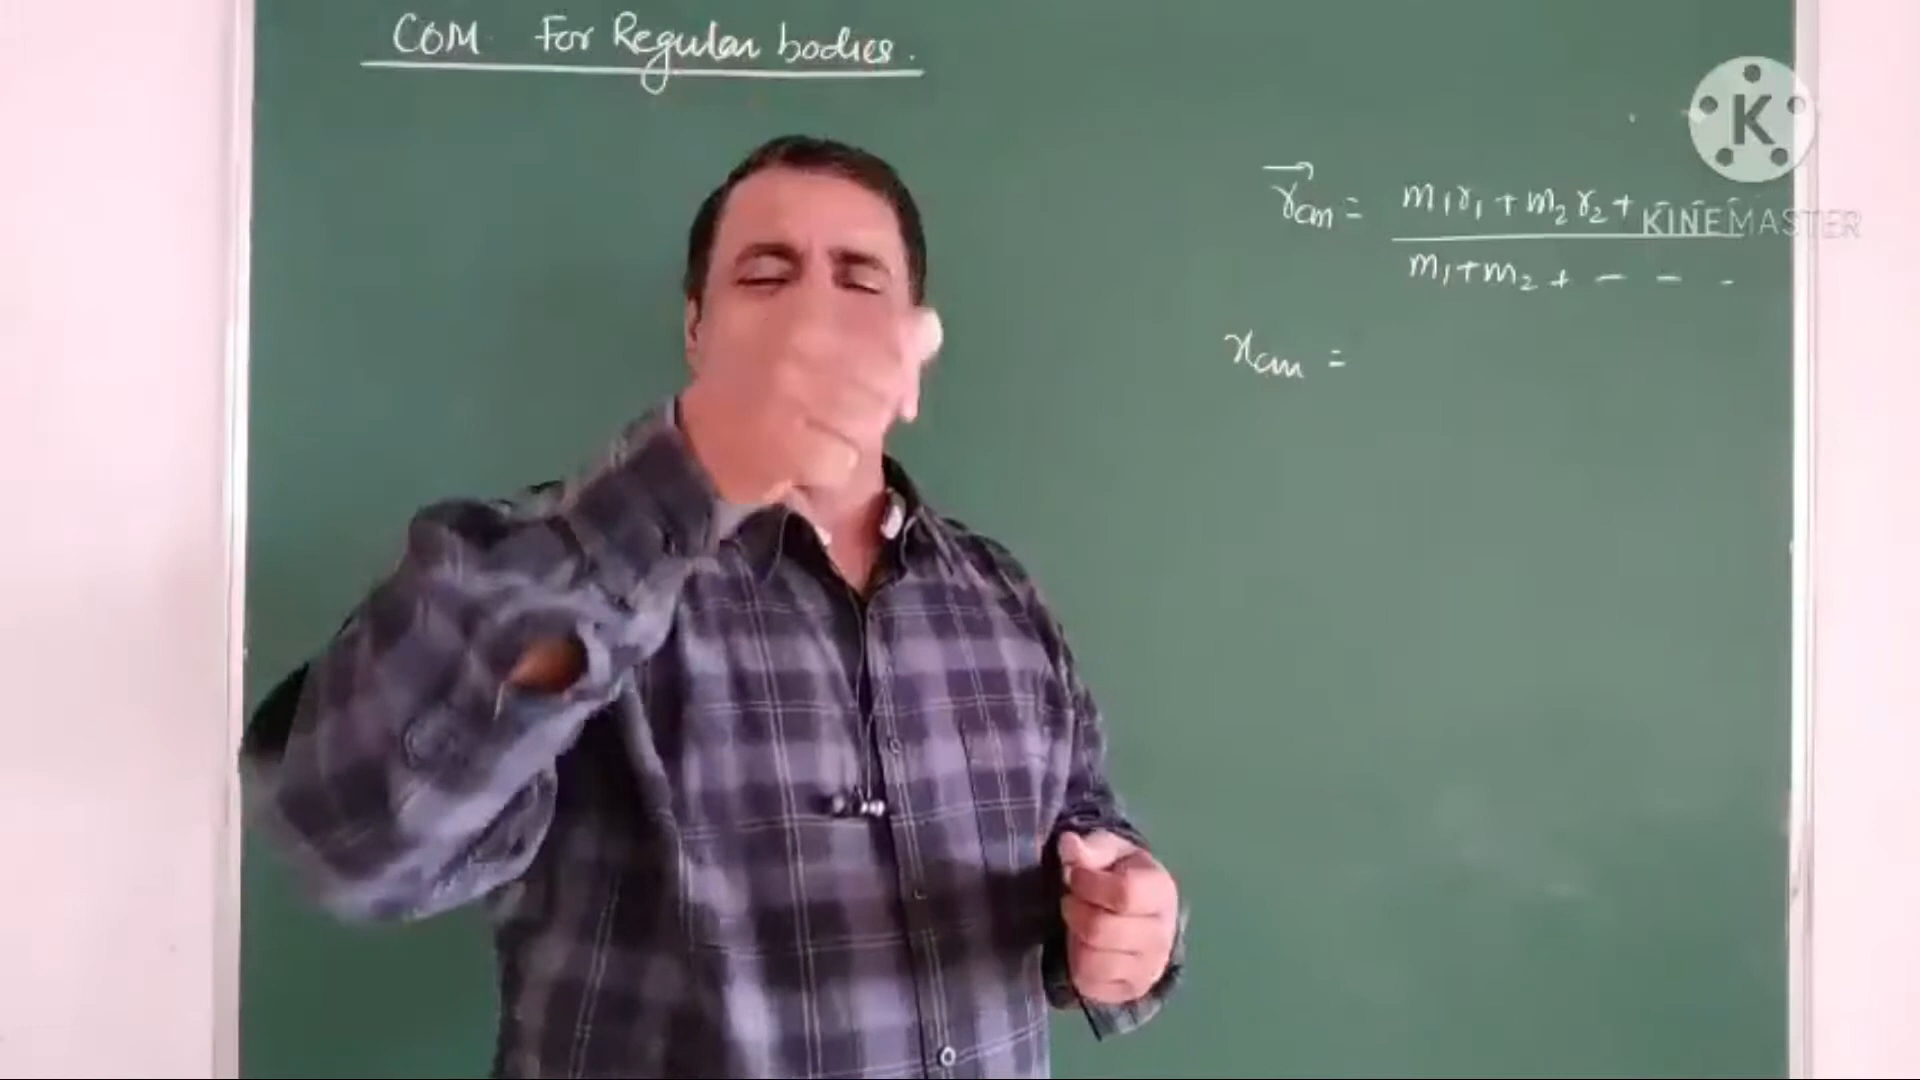 COM For Regular bodies.
K
KINEMASTER
r⃗cm = m₁r₁ + m₂r₂ + - - -
m₁ + m₂ + - - -
xcm =